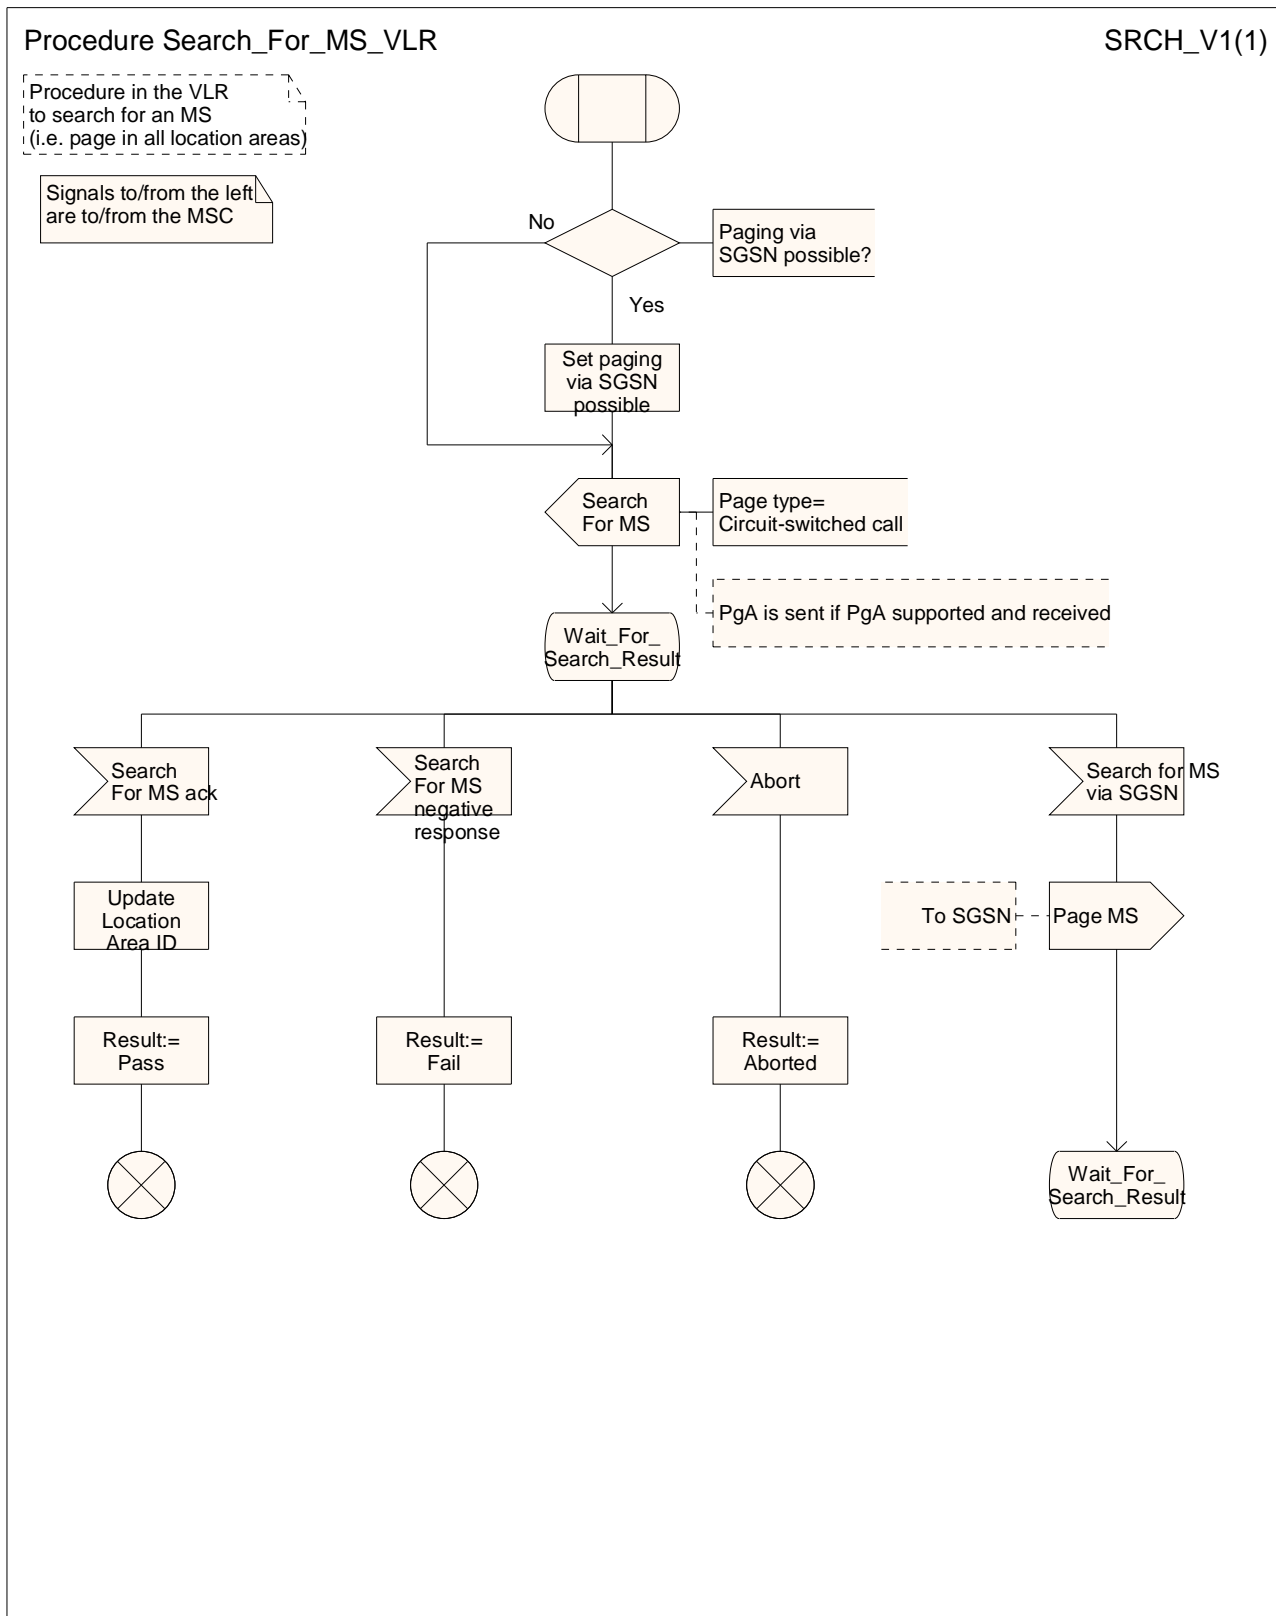 Procedure Search_For_MS_VLR
SRCH_V1(1)
Procedure in the VLR
to search for an MS
(i.e. page in all location areas)
Signals to/from the left
are to/from the MSC
No
Paging via
SGSN possible?
Yes
Set paging
via SGSN
possible
Search
For MS
Page type=
Circuit-switched call
PgA is sent if PgA supported and received
Wait_For_
Search_Result
Search
For MS ack
Search
For MS
negative
response
Abort
Search for MS
via SGSN
Update
Location
Area ID
To SGSN
Page MS
Result:=
Pass
Result:=
Fail
Result:=
Aborted
Wait_For_
Search_Result